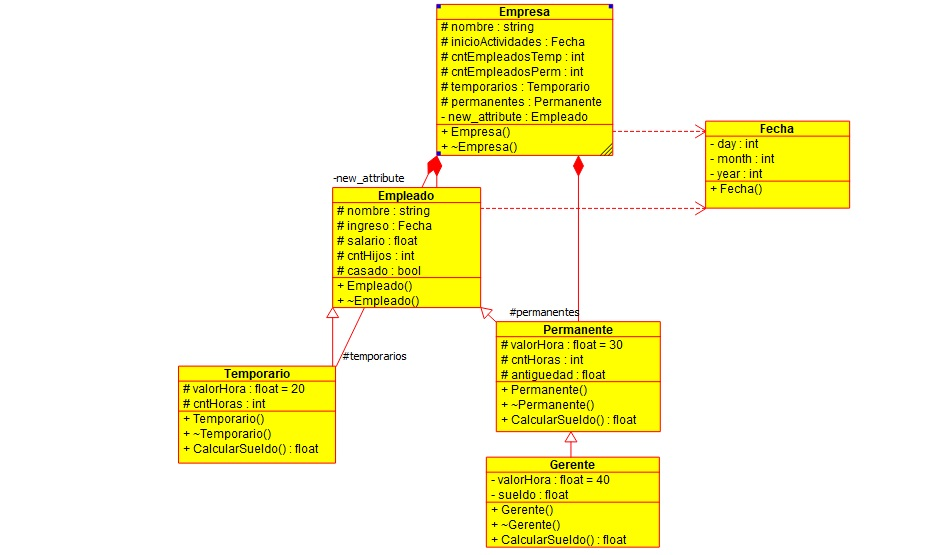 Empresa
# nombre : string
# inicioActividades : Fecha
# cntEmpleadosTemp : int
# cntEmpleadosPerm : int
# temporarios : Temporario
# permanentes : Permanente
- new_attribute : Empleado
+ Empresa()
+ ~Empresa()
Fecha
- day : int
- month : int
- year : int
+ Fecha()
-new_attribute
Empleado
# nombre : string
# ingreso : Fecha
# salario : float
# cntHijos : int
# casado : bool
+ Empleado()
+ ~Empleado()
#permanentes
Permanente
# valorHora : float = 30
# cntHoras : int
# antiguedad : float
+ Permanente()
+ ~Permanente()
+ CalcularSueldo() : float
#temporarios
Temporario
# valorHora : float = 20
# cntHoras : int
+ Temporario()
+ ~Temporario()
+ CalcularSueldo() : float
Gerente
- valorHora : float = 40
- sueldo : float
+ Gerente()
+ ~Gerente()
+ CalcularSueldo() : float